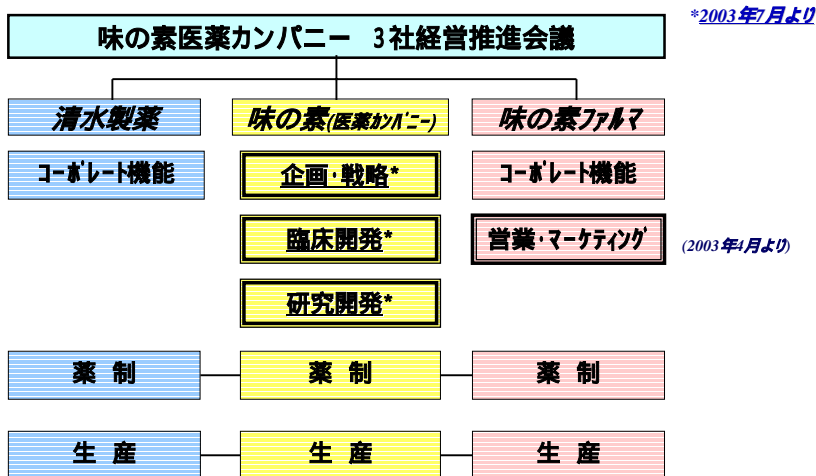 *2003年7月より
味の素医薬カンパニー 3社経営推進会議
清水製薬 味の素(医薬ｶﾝﾊﾟﾆｰ) 味の素ﾌｧﾙﾏ
ｺｰﾎﾟﾚｰﾄ機能 企画・戦略* ｺｰﾎﾟﾚｰﾄ機能
臨床開発* 営業・ﾏｰｹﾃｨﾝｸﾞ (2003年4月より)
研究開発*
薬 制 薬 制 薬 制
生 産 生 産 生 産